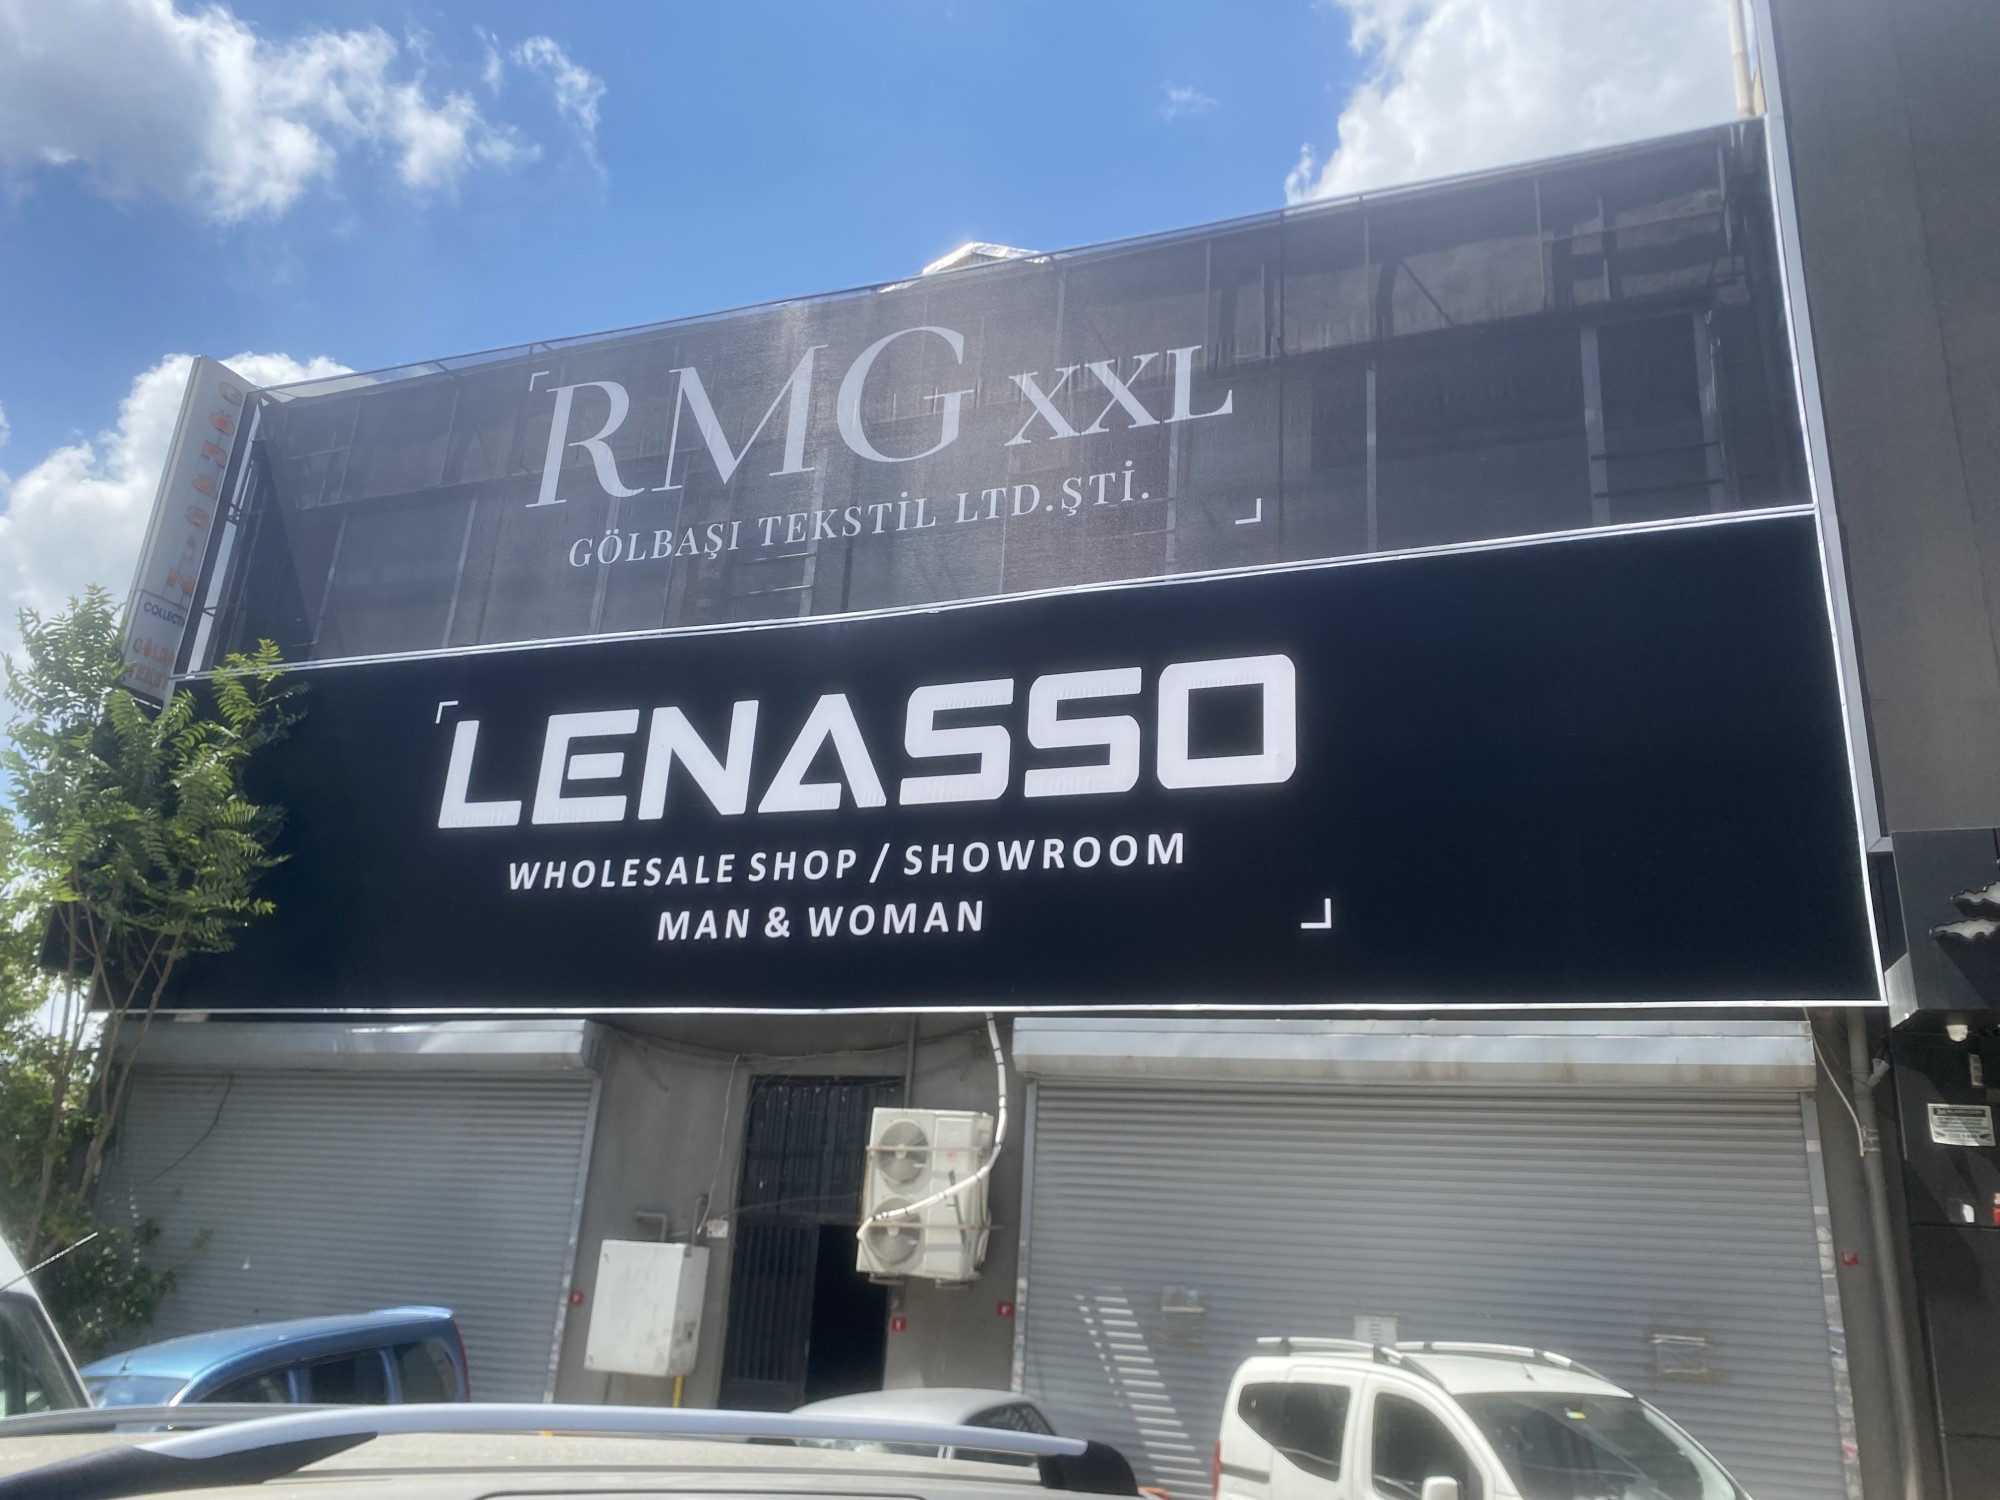 RMG XXL
GÖLBAŞI TEKSTİL LTD.ŞTİ.
LENASSO
WHOLESALE SHOP / SHOWROOM
MAN & WOMAN